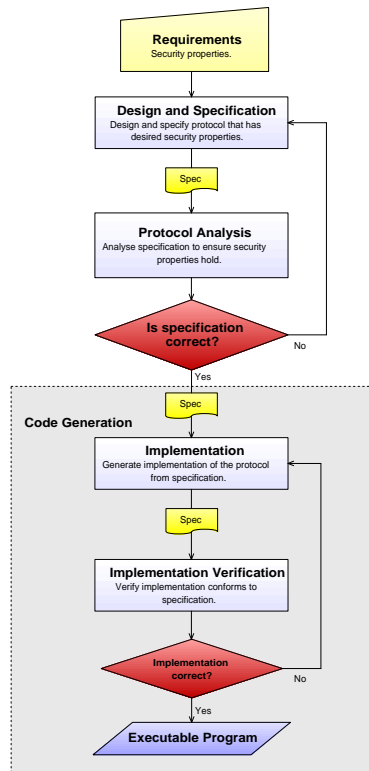 Requirements
Security properties.
Design and Specification
Design and specify protocol that has
desired security properties.
Spec
Protocol Analysis
Analyse specification to ensure security
properties hold.
Is specification
correct?
No
Yes
Spec
Code Generation
Implementation
Generate implementation of the protocol
from specification.
Spec
Implementation Verification
Verify implementation conforms to
specification.
Implementation
correct?
No
Yes
Executable Program